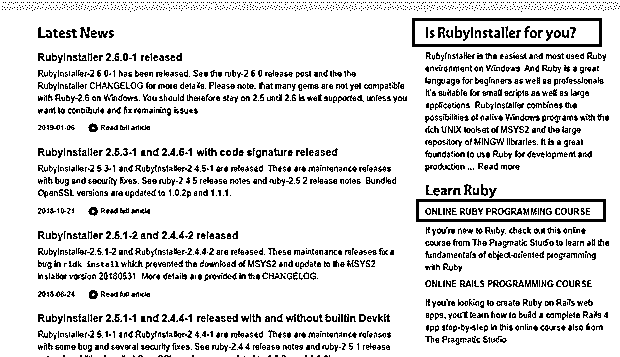 Latest News
RubyInstaller 2.6.0-1 released
RubyInstaller-2.6.0-1 has been released. See the ruby-2.6.0 release post and the the
RubyInstaller CHANGELOG for more details. Please note, that many gems are not yet compatible
with Ruby-2.6 on Windows. You should therefore stay on 2.5 until 2.6 is well supported, unless you
want to contribute and fix remaining issues.
2019-01-06 Read full article
RubyInstaller 2.5.3-1 and 2.4.6-1 with code signature released
RubyInstaller-2.5.3-1 and 2.4.5-1 are released. These are maintenance releases
with bug and security fixes. See ruby-2.4.5 release notes and ruby-2.5.2 release notes. Bundled
OpenSSL versions are updated to 1.0.2p and 1.1.1.
2018-10-21 Read full article
RubyInstaller 2.5.1-2 and 2.4.4-2 released
RubyInstaller-2.5.1-2 and RubyInstaller-2.4.4-2 are released. These maintenance releases fix a
bug in ridk install which prevented the download of MSYS2 and update to the MSYS2
installer version 20180531. More details are provided in the CHANGELOG.
2018-06-24 Read full article
RubyInstaller 2.5.1-1 and 2.4.4-1 released with and without builtin Devkit
RubyInstaller-2.5.1-1 and RubyInstaller-2.4.4-1 are released. These are maintenance releases
with some bug and several security fixes. See ruby-2.4.4 release notes and ruby-2.5.1 release
Is RubyInstaller for you?
RubyInstaller is the easiest and most used Ruby
environment on Windows. And Ruby is a great
language for beginners as well as professionals.
It's suitable for small scripts as well as large
applications. RubyInstaller combines the
possibilities of native Windows programs with the
rich UNIX toolset of MSYS2 and the large
repository of MINGW libraries. It is a great
foundation to use Ruby for development and
production ... Read more
Learn Ruby
ONLINE RUBY PROGRAMMING COURSE
If you're new to Ruby, check out this online
course from The Pragmatic Studio to learn all the
fundamentals of object-oriented programming
with Ruby
ONLINE RAILS PROGRAMMING COURSE
If you're looking to create Ruby on Rails web
apps, you'll learn how to build a complete Rails 4
app step-by-step in this online course also from
The Pragmatic Studio